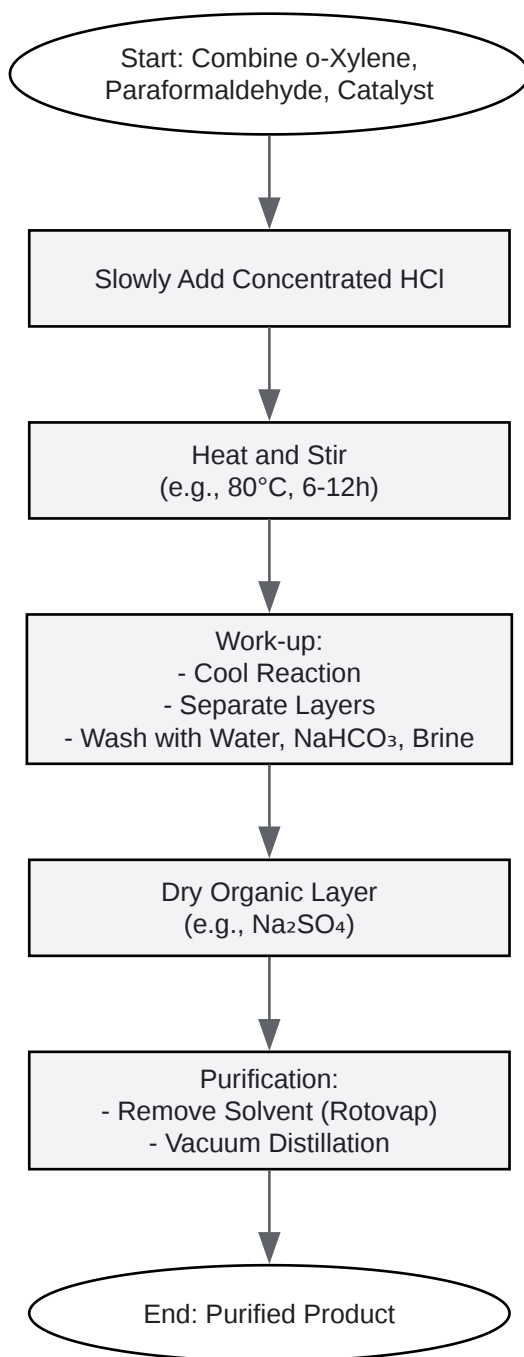 Start: Combine o-Xylene,
Paraformaldehyde, Catalyst
Slowly Add Concentrated HCl
Heat and Stir
(e.g., 80°C, 6-12h)
Work-up:
- Cool Reaction
- Separate Layers
- Wash with Water, NaHCO₃, Brine
Dry Organic Layer
(e.g., Na₂SO₄)
Purification:
- Remove Solvent (Rotovap)
- Vacuum Distillation
End: Purified Product